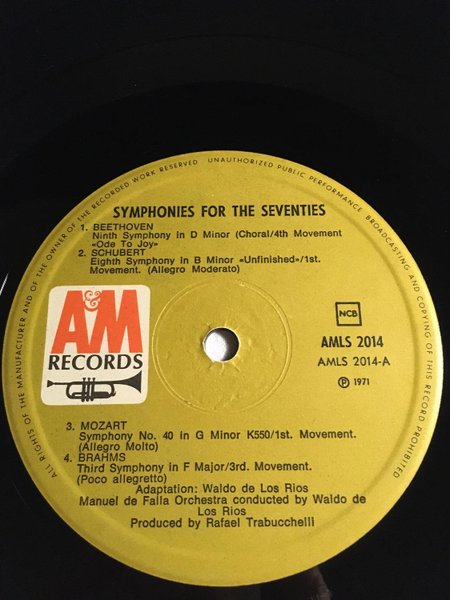 ALL RIGHTS OF THE MANUFACTURER AND OF THE OWNER OF THE RECORDED WORK RESERVED UNAUTHORIZED PUBLIC PERFORMANCE BROADCASTING AND COPYING OF THIS RECORD PROHIBITED
SYMPHONIES FOR THE SEVENTIES
1. BEETHOVEN
Ninth Symphony in D Minor (Choral/4th Movement
«Ode To Joy»
2. SCHUBERT
Eighth Symphony in B Minor «Unfinished»/1st.
Movement. (Allegro Moderato)
A&M
RECORDS
NCB
AMLS 2014
AMLS 2014-A
Ⓟ 1971
3. MOZART
Symphony No. 40 in G Minor K550/1st. Movement.
(Allegro Molto)
4. BRAHMS
Third Symphony in F Major/3rd. Movement.
(Poco allegretto)
Adaptation: Waldo de Los Rios
Manuel de Falla Orchestra conducted by Waldo de
Los Rios
Produced by Rafael Trabucchelli